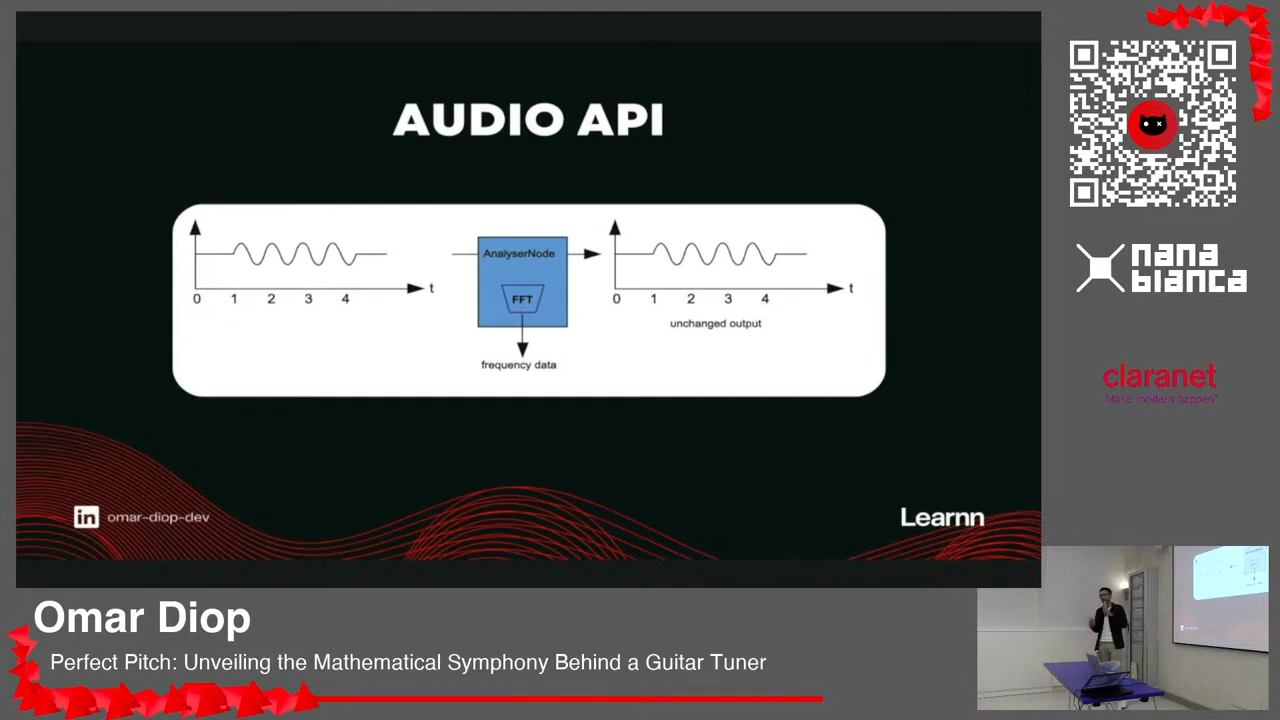 AUDIO API
AnalyserNode
FFT
t
0 1 2 3 4
frequency data
t
0 1 2 3 4
unchanged output
in omar-diop-dev
Learnn
nana
bianca
claranet
Make modern happen°
Omar Diop
Perfect Pitch: Unveiling the Mathematical Symphony Behind a Guitar Tuner